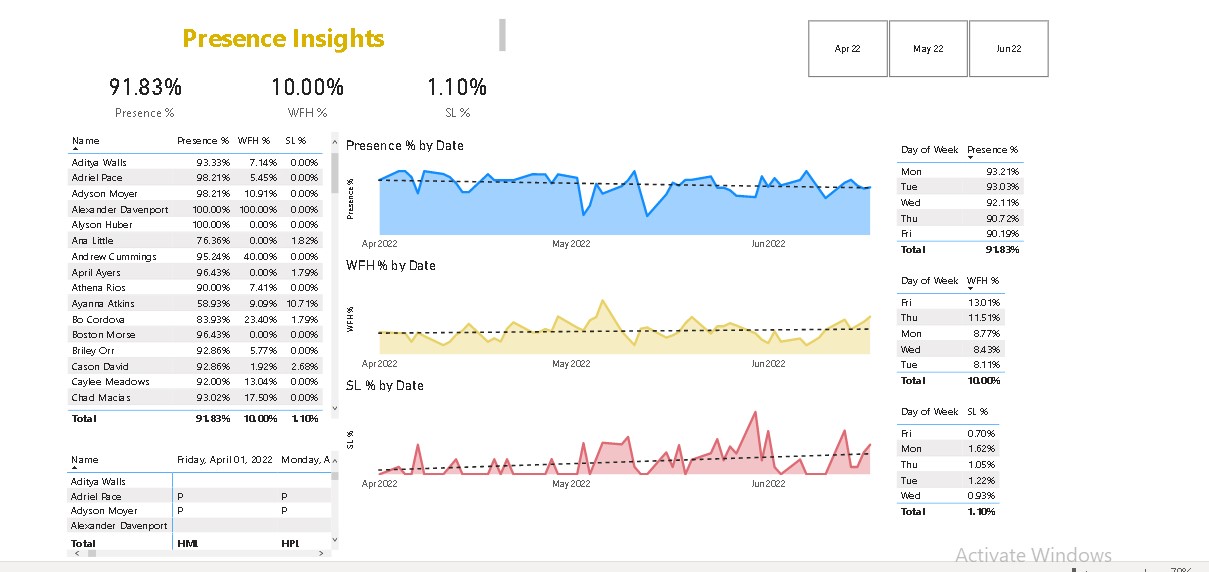 Presence Insights
Apr 22 May 22 Jun 22
91.83% 10.00% 1.10%
Presence % WFH % SL %
Name Presence % WFH % SL %
Aditya Walls 93.33% 7.14% 0.00%
Adriel Pace 98.21% 5.45% 0.00%
Adyson Moyer 98.21% 10.91% 0.00%
Alexander Davenport 100.00% 100.00% 0.00%
Alyson Huber 100.00% 0.00% 0.00%
Ana Little 76.36% 0.00% 1.82%
Andrew Cummings 95.24% 40.00% 0.00%
April Ayers 96.43% 0.00% 1.79%
Athena Rios 90.00% 7.41% 0.00%
Ayanna Atkins 58.93% 9.09% 10.71%
Bo Cordova 83.93% 23.40% 1.79%
Boston Morse 96.43% 0.00% 0.00%
Briley Orr 92.86% 5.77% 0.00%
Cason David 92.86% 1.92% 2.68%
Caylee Meadows 92.00% 13.04% 0.00%
Chad Macias 93.02% 17.50% 0.00%
Total 91.83% 10.00% 1.10%
Name Friday, April 01, 2022 Monday, A
Aditya Walls
Adriel Pace P P
Adyson Moyer P P
Alexander Davenport
Total HML HPL
Presence % by Date
Presence %
Apr 2022 May 2022 Jun 2022
WFH % by Date
WFH %
Apr 2022 May 2022 Jun 2022
SL % by Date
SL %
Apr 2022 May 2022 Jun 2022
Day of Week Presence %
Mon 93.21%
Tue 93.03%
Wed 92.11%
Thu 90.72%
Fri 90.19%
Total 91.83%
Day of Week WFH %
Fri 13.01%
Thu 11.51%
Mon 8.77%
Wed 8.43%
Tue 8.11%
Total 10.00%
Day of Week SL %
Fri 0.70%
Mon 1.62%
Thu 1.05%
Tue 1.22%
Wed 0.93%
Total 1.10%
Activate Windows